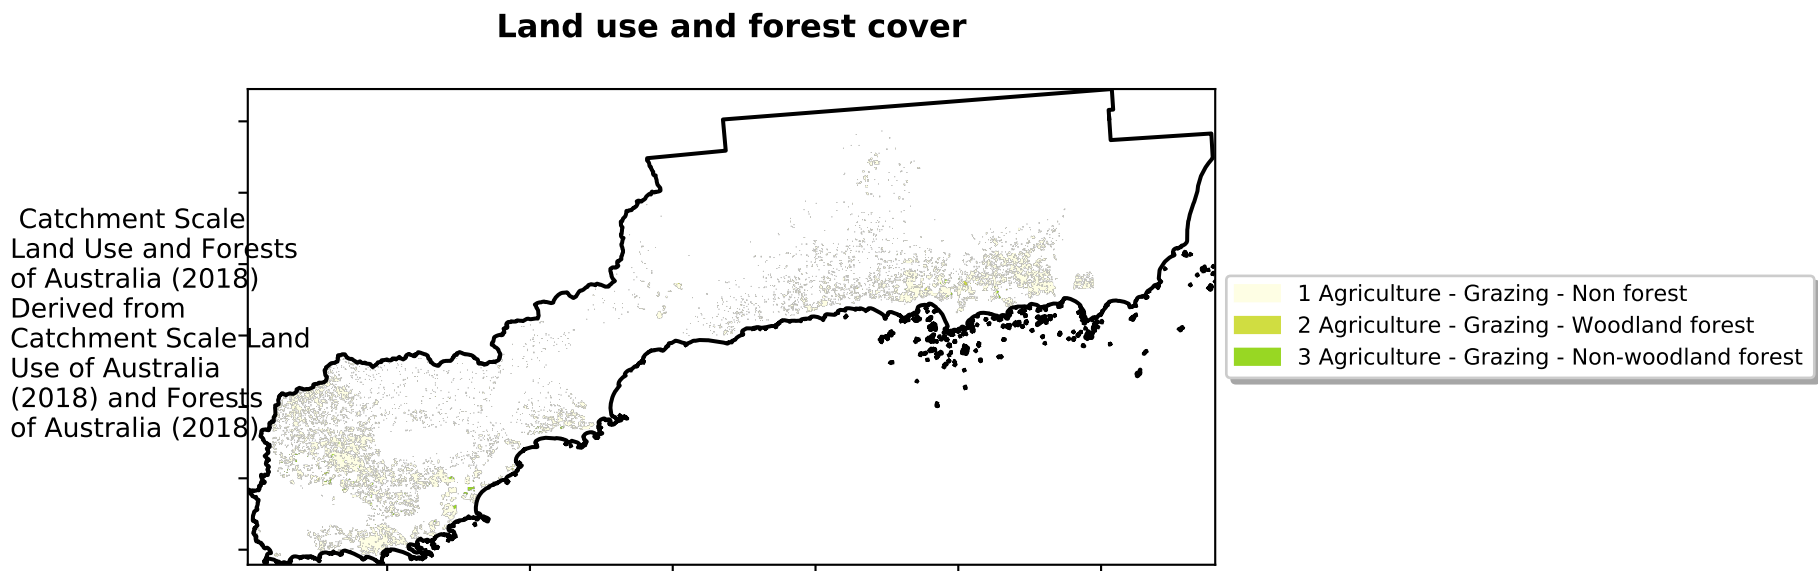 Land use and forest cover
Catchment Scale
Land Use and Forests
of Australia (2018)
Derived from
Catchment Scale Land
Use of Australia
(2018) and Forests
of Australia (2018)
1 Agriculture - Grazing - Non forest
2 Agriculture - Grazing - Woodland forest
3 Agriculture - Grazing - Non-woodland forest